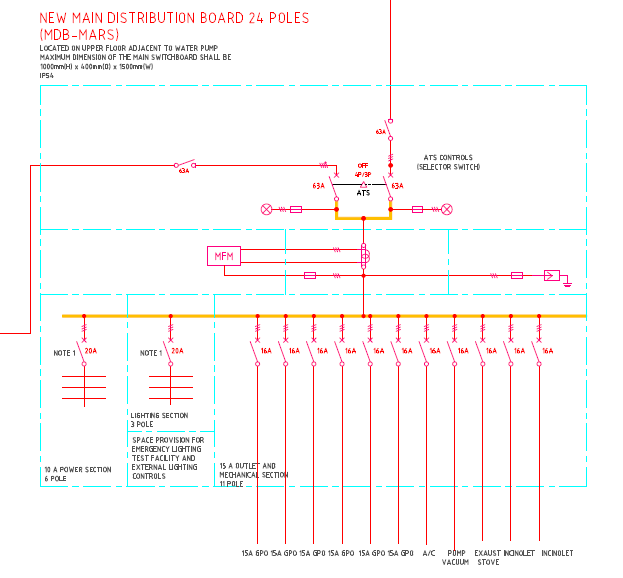 NEW MAIN DISTRIBUTION BOARD 24 POLES
(MDB-MARS)
LOCATED ON UPPER FLOOR ADJACENT TO WATER PUMP
MAXIMUM DIMENSION OF THE MAIN SWITCHBOARD SHALL BE
1000mm(H) x 400mm(D) x 1500mm(W)
IP54
63A
ATS CONTROLS
(SELECTOR SWITCH)
63A
OFF
4P/3P
63A
63A
ATS
MFM
NOTE 1
20A
NOTE 1
20A
16A
16A
16A
16A
16A
16A
16A
16A
16A
16A
16A
LIGHTING SECTION
3 POLE
SPACE PROVISION FOR
EMERGENCY LIGHTING
TEST FACILITY AND
EXTERNAL LIGHTING
CONTROLS
10 A POWER SECTION
6 POLE
15 A OUTLET AND
MECHANICAL SECTION
11 POLE
15A GPO
15A GPO
15A GPO
15A GPO
15A GPO
15A GPO
A/C
PUMP
VACUUM
EXAUST
STOVE
INCINOLET
INCINOLET